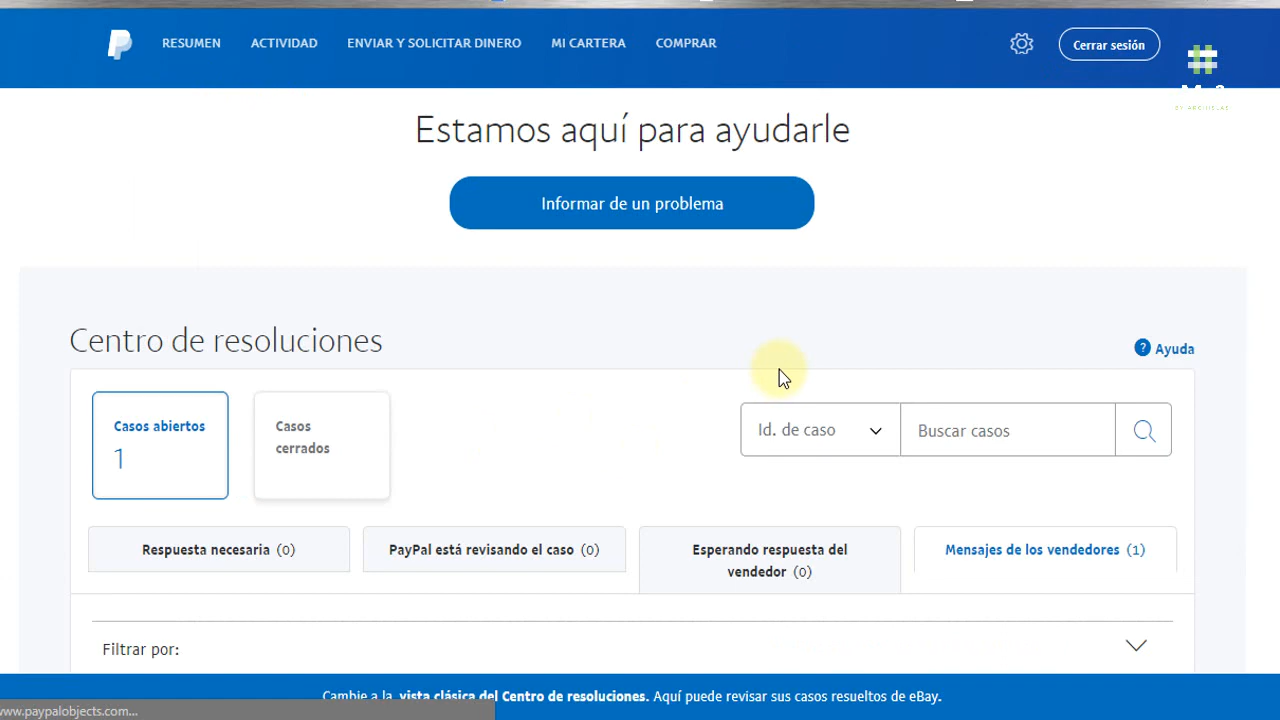 RESUMEN ACTIVIDAD ENVIAR Y SOLICITAR DINERO MI CARTERA COMPRAR Cerrar sesión
Estamos aquí para ayudarle
Informar de un problema
Centro de resoluciones
? Ayuda
Casos abiertos
1
Casos
cerrados
Id. de caso
Buscar casos
Respuesta necesaria (0)
PayPal está revisando el caso (0)
Esperando respuesta del
vendedor (0)
Mensajes de los vendedores (1)
Filtrar por:
Cambie a la vista clásica del Centro de resoluciones. Aquí puede revisar sus casos resueltos de eBay.
www.paypalobjects.com...